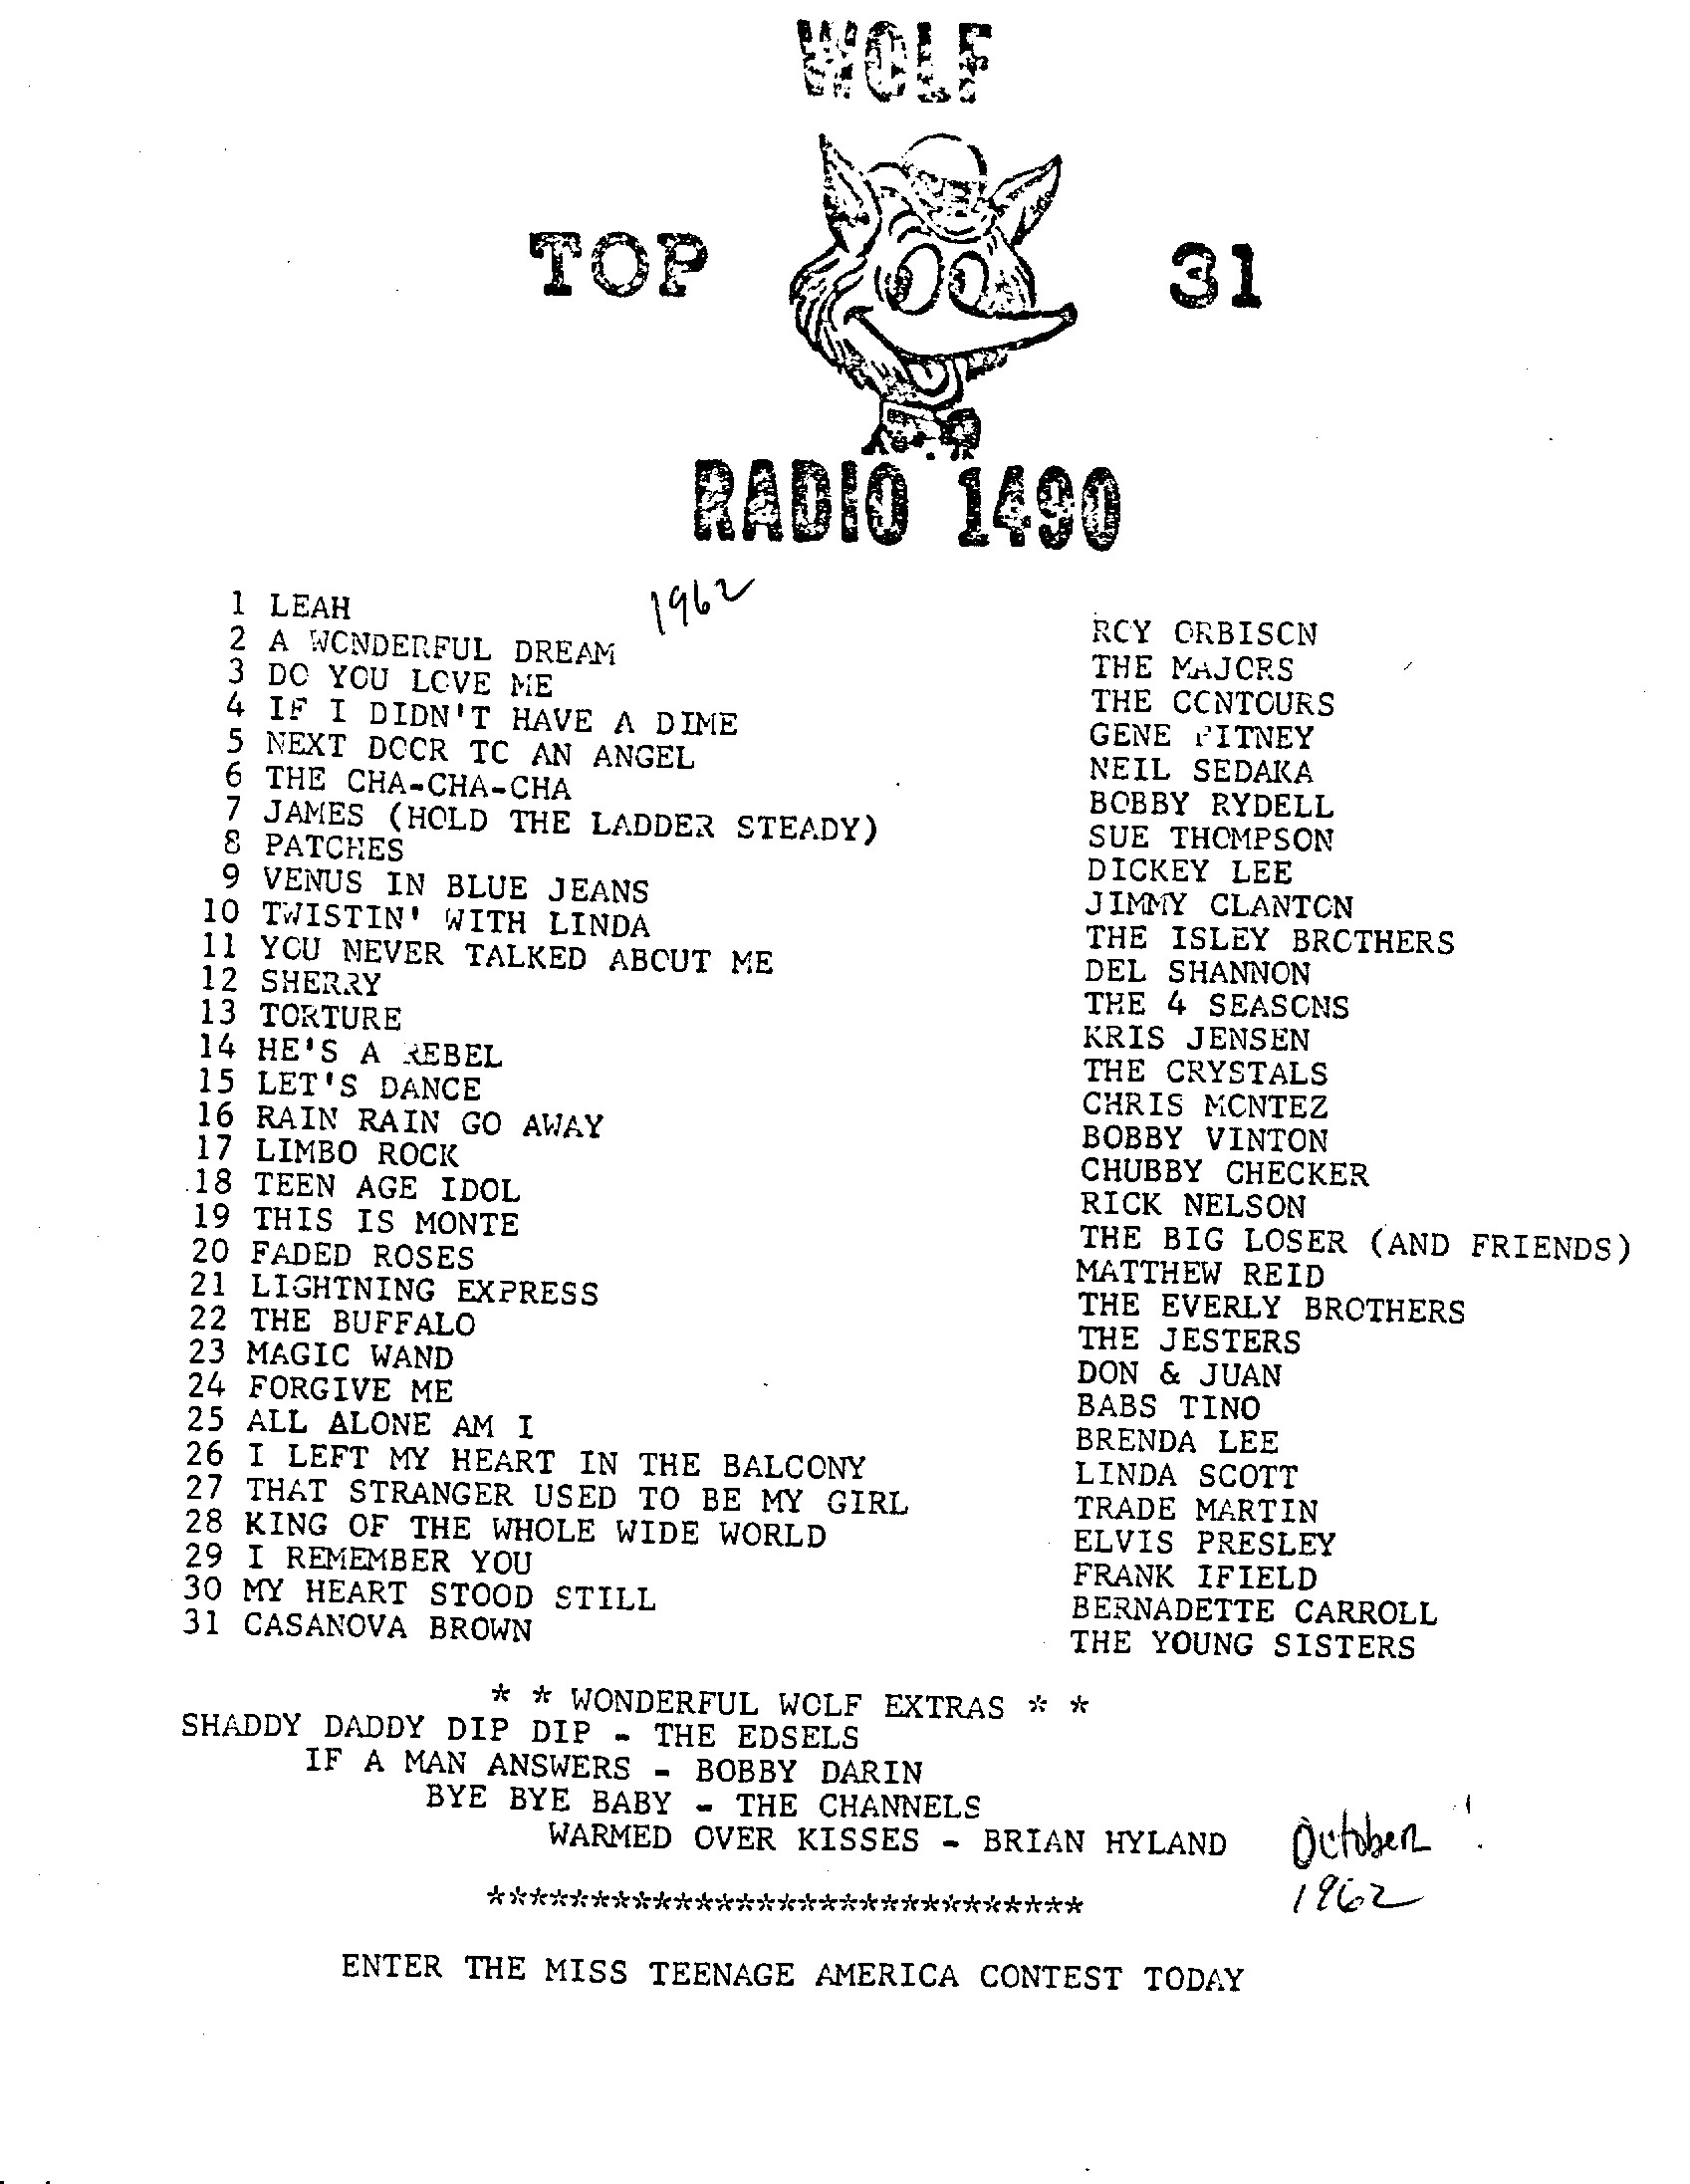 WOLF
TOP 31
RADIO 1490
1962
1 LEAH ROY ORBISON
2 A WONDERFUL DREAM THE MAJORS
3 DO YOU LOVE ME THE CONTOURS
4 IF I DIDN'T HAVE A DIME GENE PITNEY
5 NEXT DOOR TO AN ANGEL NEIL SEDAKA
6 THE CHA-CHA-CHA BOBBY RYDELL
7 JAMES (HOLD THE LADDER STEADY) SUE THOMPSON
8 PATCHES DICKEY LEE
9 VENUS IN BLUE JEANS JIMMY CLANTON
10 TWISTIN' WITH LINDA THE ISLEY BROTHERS
11 YOU NEVER TALKED ABOUT ME DEL SHANNON
12 SHERRY THE 4 SEASONS
13 TORTURE KRIS JENSEN
14 HE'S A REBEL THE CRYSTALS
15 LET'S DANCE CHRIS MONTEZ
16 RAIN RAIN GO AWAY BOBBY VINTON
17 LIMBO ROCK CHUBBY CHECKER
18 TEEN AGE IDOL RICK NELSON
19 THIS IS MONTE THE BIG LOSER (AND FRIENDS)
20 FADED ROSES MATTHEW REID
21 LIGHTNING EXPRESS THE EVERLY BROTHERS
22 THE BUFFALO THE JESTERS
23 MAGIC WAND DON & JUAN
24 FORGIVE ME BABS TINO
25 ALL ALONE AM I BRENDA LEE
26 I LEFT MY HEART IN THE BALCONY LINDA SCOTT
27 THAT STRANGER USED TO BE MY GIRL TRADE MARTIN
28 KING OF THE WHOLE WIDE WORLD ELVIS PRESLEY
29 I REMEMBER YOU FRANK IFIELD
30 MY HEART STOOD STILL BERNADETTE CARROLL
31 CASANOVA BROWN THE YOUNG SISTERS
* * WONDERFUL WOLF EXTRAS * *
SHADDY DADDY DIP DIP - THE EDSELS
IF A MAN ANSWERS - BOBBY DARIN
BYE BYE BABY - THE CHANNELS
WARMED OVER KISSES - BRIAN HYLAND
October
1962
*****************************
ENTER THE MISS TEENAGE AMERICA CONTEST TODAY